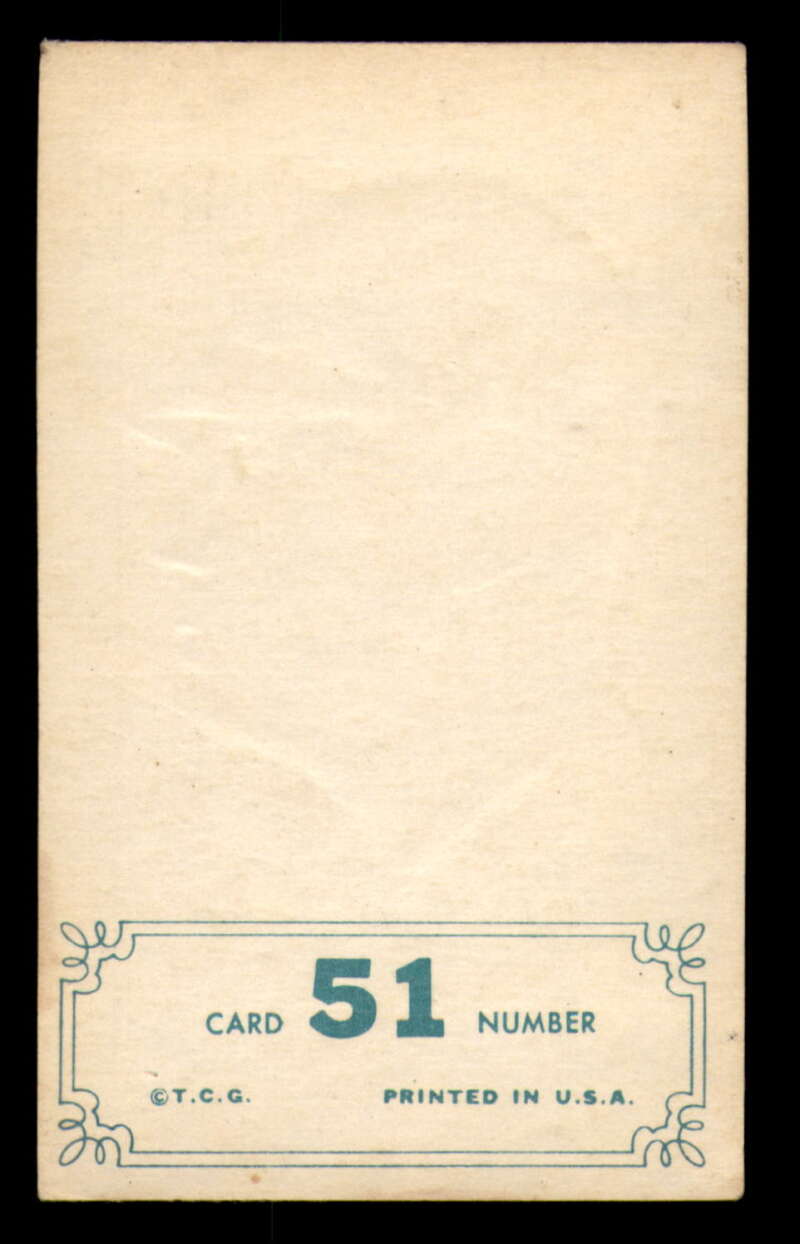 CARD 51 NUMBER
©T.C.G. PRINTED IN U.S.A.